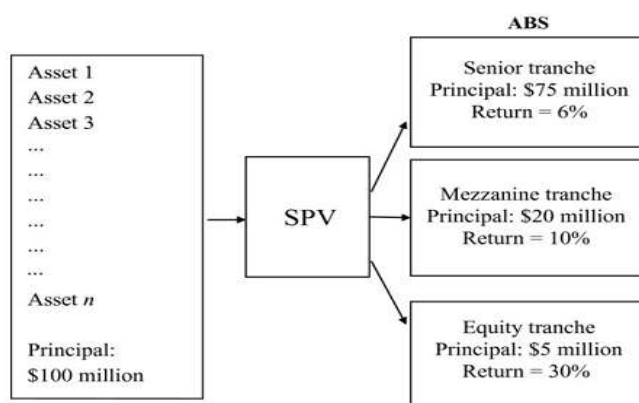 Asset 1
Asset 2
Asset 3
...
...
...
...
...
...
Asset n
Principal:
$100 million
SPV
ABS
Senior tranche
Principal: $75 million
Return = 6%
Mezzanine tranche
Principal: $20 million
Return = 10%
Equity tranche
Principal: $5 million
Return = 30%